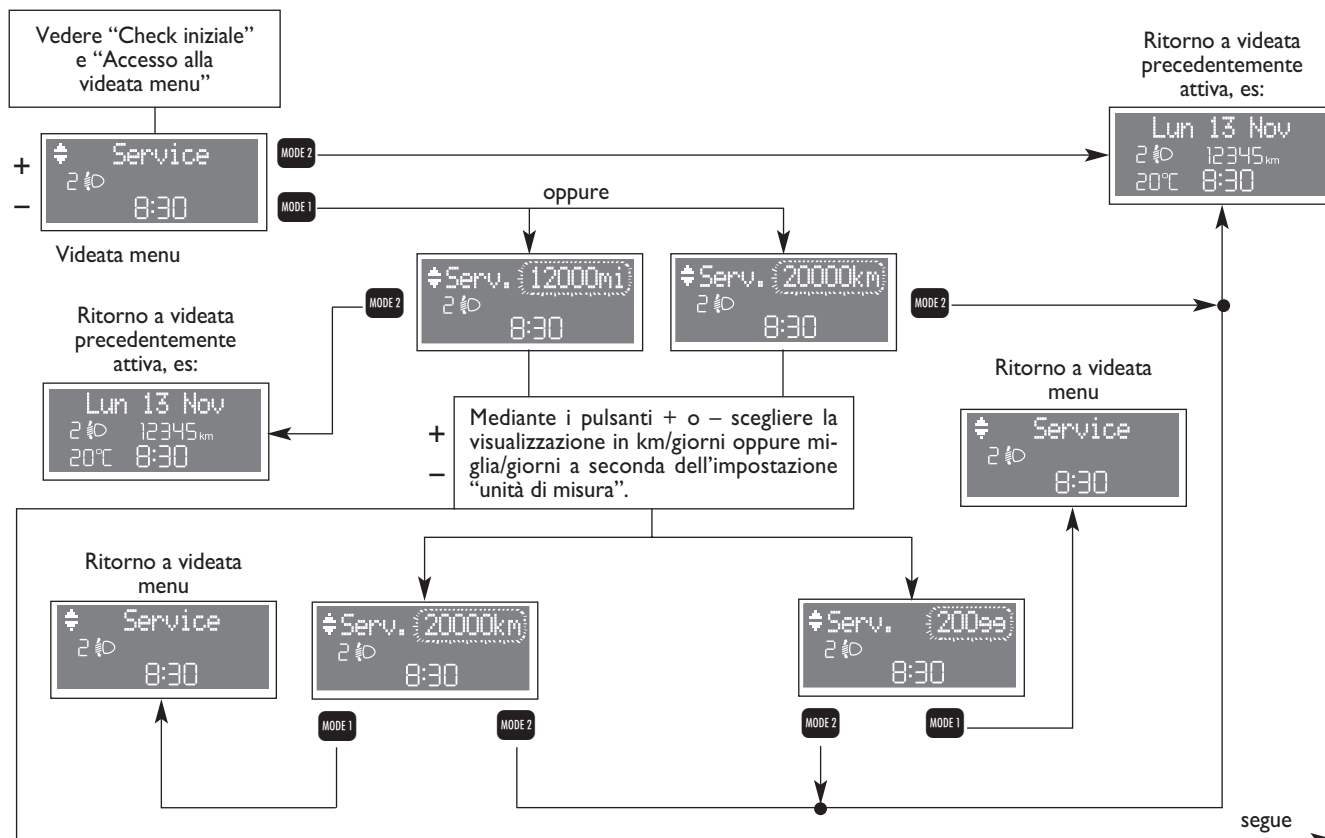 Vedere “Check iniziale”
e “Accesso alla
videata menu”
Ritorno a videata
precedentemente
attiva, es:
+
–
Service
2
8:30
MODE 2
MODE 1
Lun 13 Nov
2 12345 km
20°C 8:30
oppure
Videata menu
Serv. 12000mi
2
8:30
Serv. 20000km
2
8:30
MODE 2
MODE 2
Ritorno a videata
precedentemente
attiva, es:
Lun 13 Nov
2 12345 km
20°C 8:30
+
–
Mediante i pulsanti + o – scegliere la
visualizzazione in km/giorni oppure mi-
glia/giorni a seconda dell’impostazione
“unità di misura”.
Ritorno a videata
menu
Service
2
8:30
Ritorno a videata
menu
Service
2
8:30
Serv. 20000km
2
8:30
Serv. 200gg
2
8:30
MODE 1
MODE 2
MODE 2
MODE 1
segue